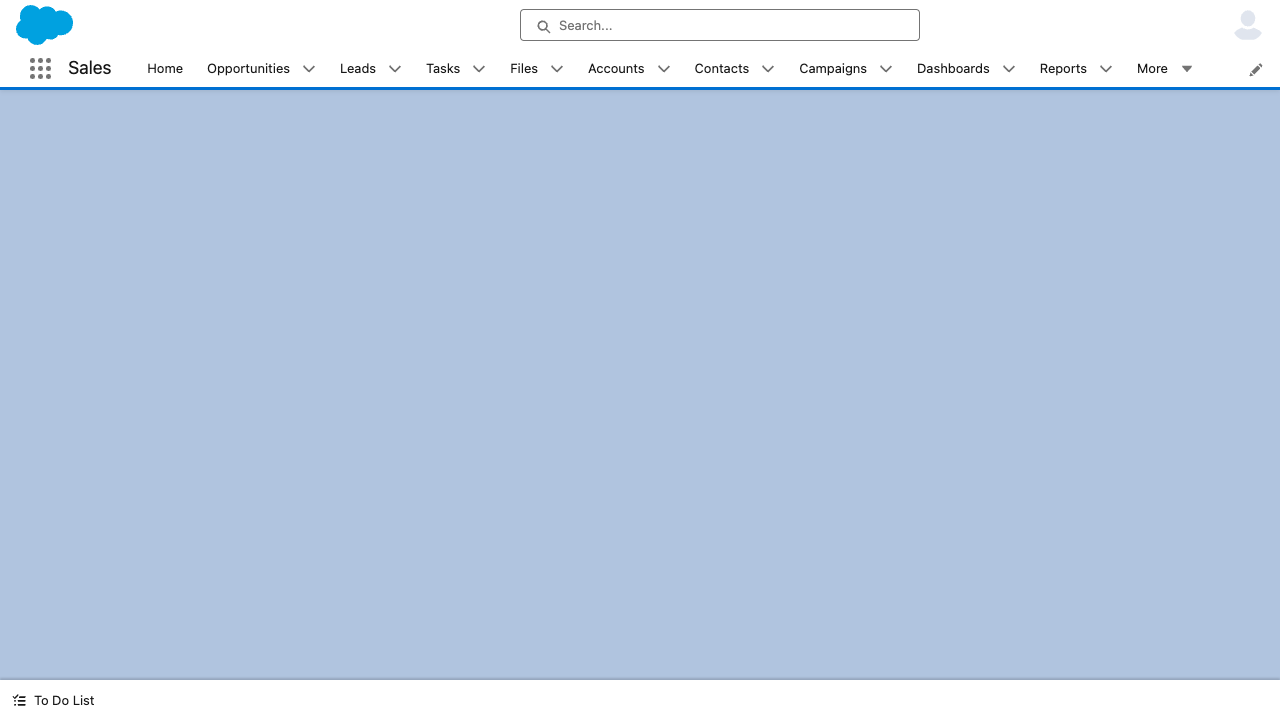 Search...
Sales Home Opportunities Leads Tasks Files Accounts Contacts Campaigns Dashboards Reports More
To Do List